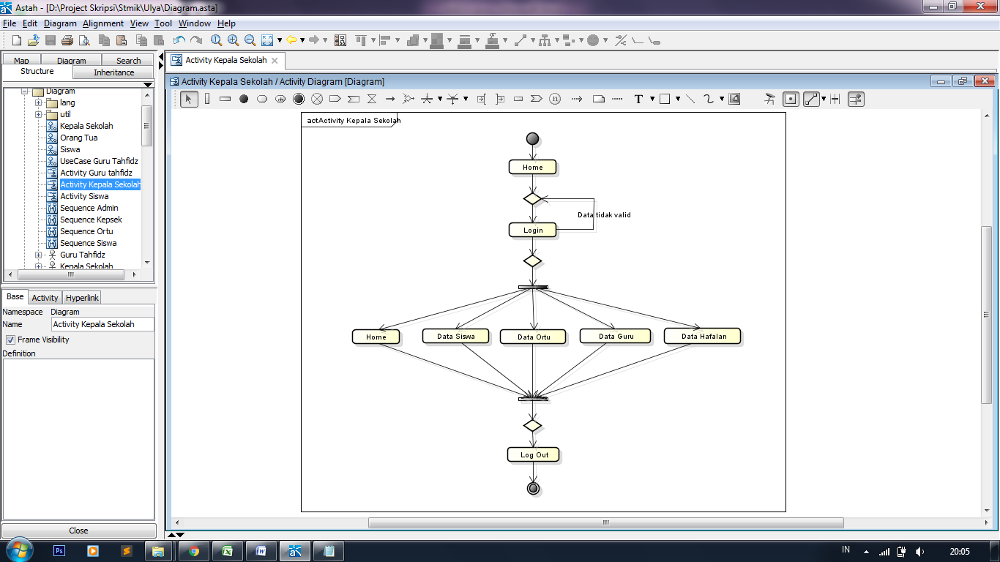 Astah - [D:\Project Skripsi\Stmik\Ulya\Diagram.asta]
File Edit Diagram Alignment View Tool Window Help
Map Diagram Search
Structure Inheritance
Diagram
lang
util
Kepala Sekolah
Orang Tua
Siswa
UseCase Guru Tahfidz
Activity Guru tahfidz
Activity Kepala Sekolah
Activity Siswa
Sequence Admin
Sequence Kepsek
Sequence Ortu
Sequence Siswa
Guru Tahfidz
Kepala Sekolah
Base Activity Hyperlink
Namespace Diagram
Name Activity Kepala Sekolah
Frame Visibility
Definition
Close
Activity Kepala Sekolah
Activity Kepala Sekolah / Activity Diagram [Diagram]
n T
actActivity Kepala Sekolah
Home
Data tidak valid
Login
Home Data Siswa Data Ortu Data Guru Data Hafalan
Log Out
Ps W IN 20:05